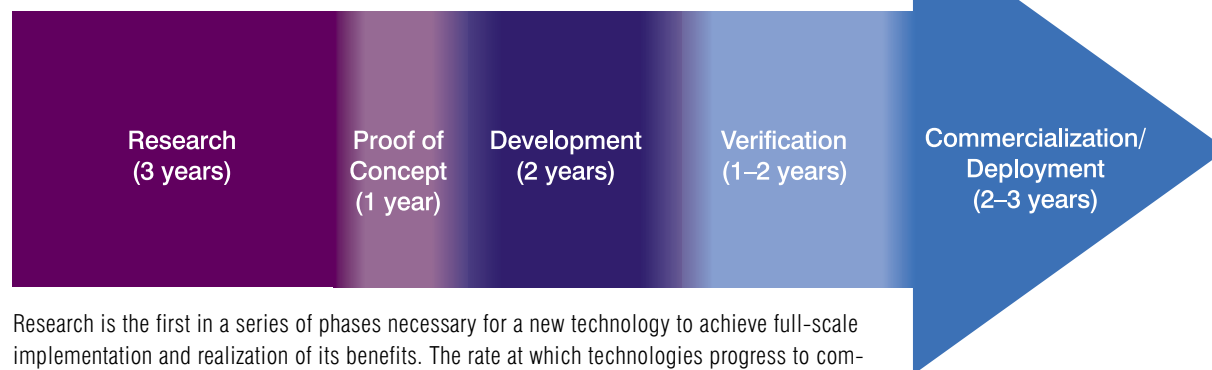 Research
(3 years)
Proof of
Concept
(1 year)
Development
(2 years)
Verification
(1–2 years)
Commercialization/
Deployment
(2–3 years)
Research is the first in a series of phases necessary for a new technology to achieve full-scale
implementation and realization of its benefits. The rate at which technologies progress to com-